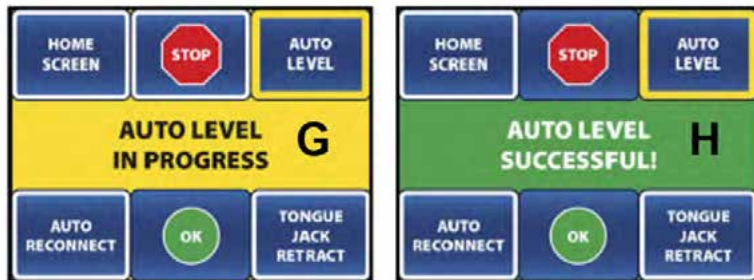 HOME
SCREEN
STOP
AUTO
LEVEL
AUTO LEVEL
IN PROGRESS
G
AUTO
RECONNECT
OK
TONGUE
JACK
RETRACT
HOME
SCREEN
STOP
AUTO
LEVEL
AUTO LEVEL
SUCCESSFUL!
H
AUTO
RECONNECT
OK
TONGUE
JACK
RETRACT